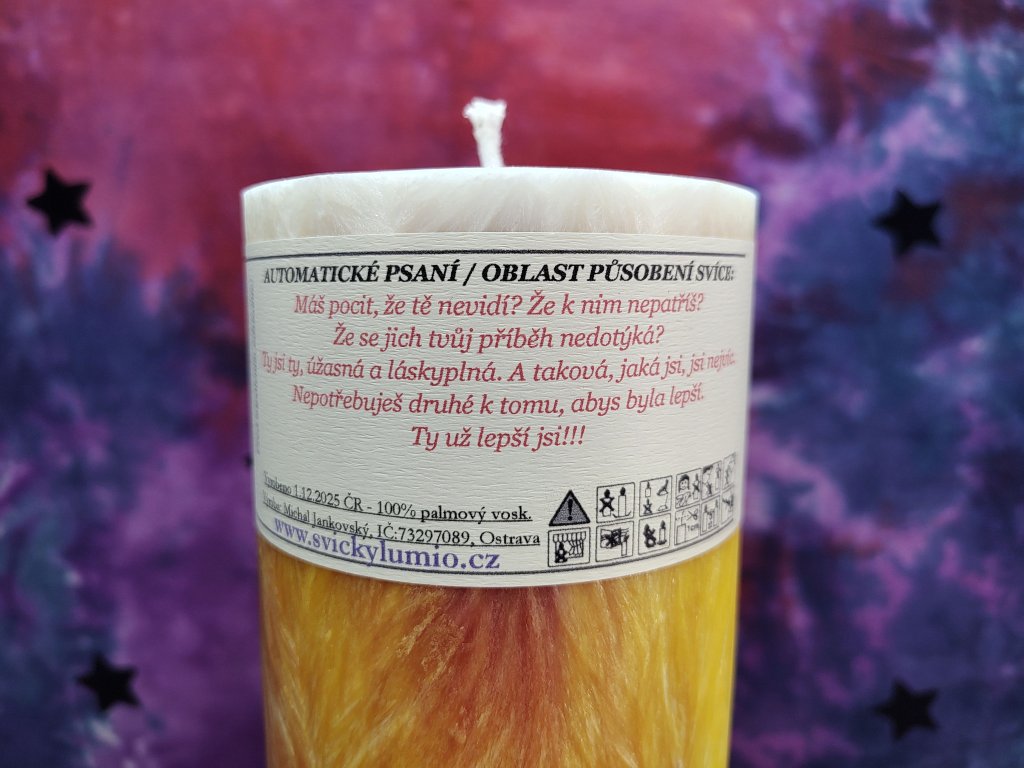 AUTOMATICKÉ PSANÍ / OBLAST PŮSOBENÍ SVÍCE:
Máš pocit, že tě nevidí? Že k nim nepatříš?
Že se jich tvůj příběh nedotýká?
Ty jsi ty, úžasná a láskyplná. A taková, jaká jsi, jsi nejvíc.
Nepotřebuješ druhé k tomu, abys byla lepší.
Ty už lepší jsi!!!
Vyrobeno 1.12.2025 ČR - 100% palmový vosk.
Michal Jankovský, IČ:73297089, Ostrava
www.svickylumio.cz
1cm